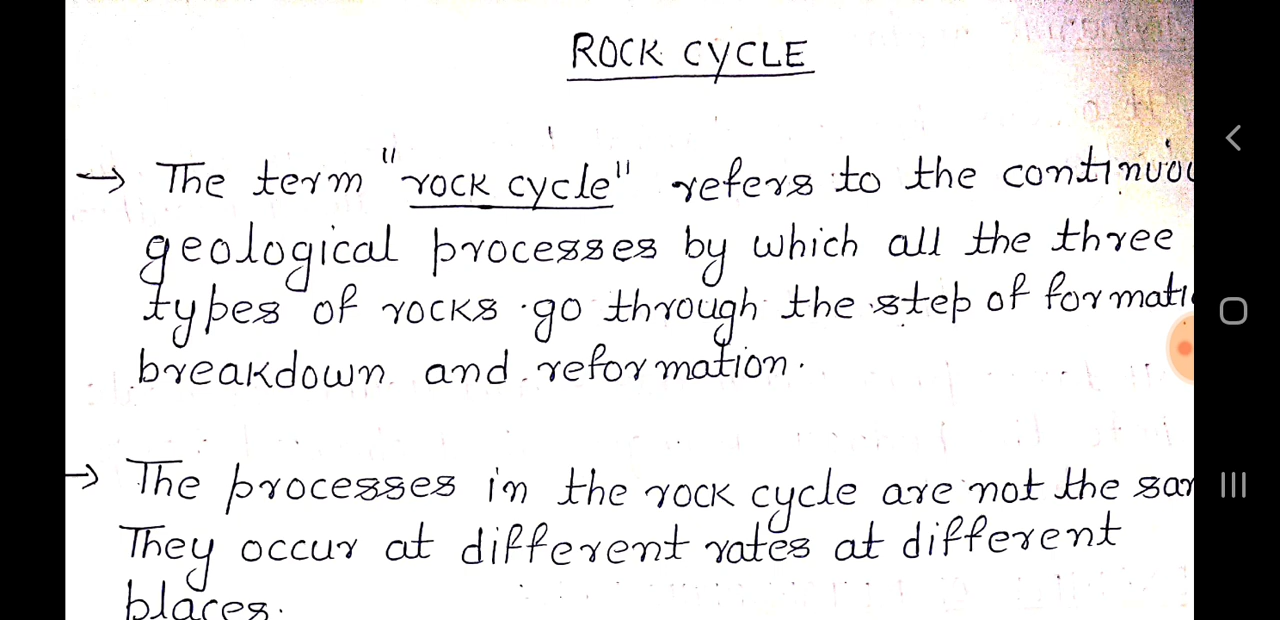 ROCK CYCLE
→ The term "rock cycle" refers to the continuou
geological processes by which all the three
types of rocks go through the step of formati
breakdown and reformation.
→ The processes in the rock cycle are not the sam
They occur at different rates at different
places.